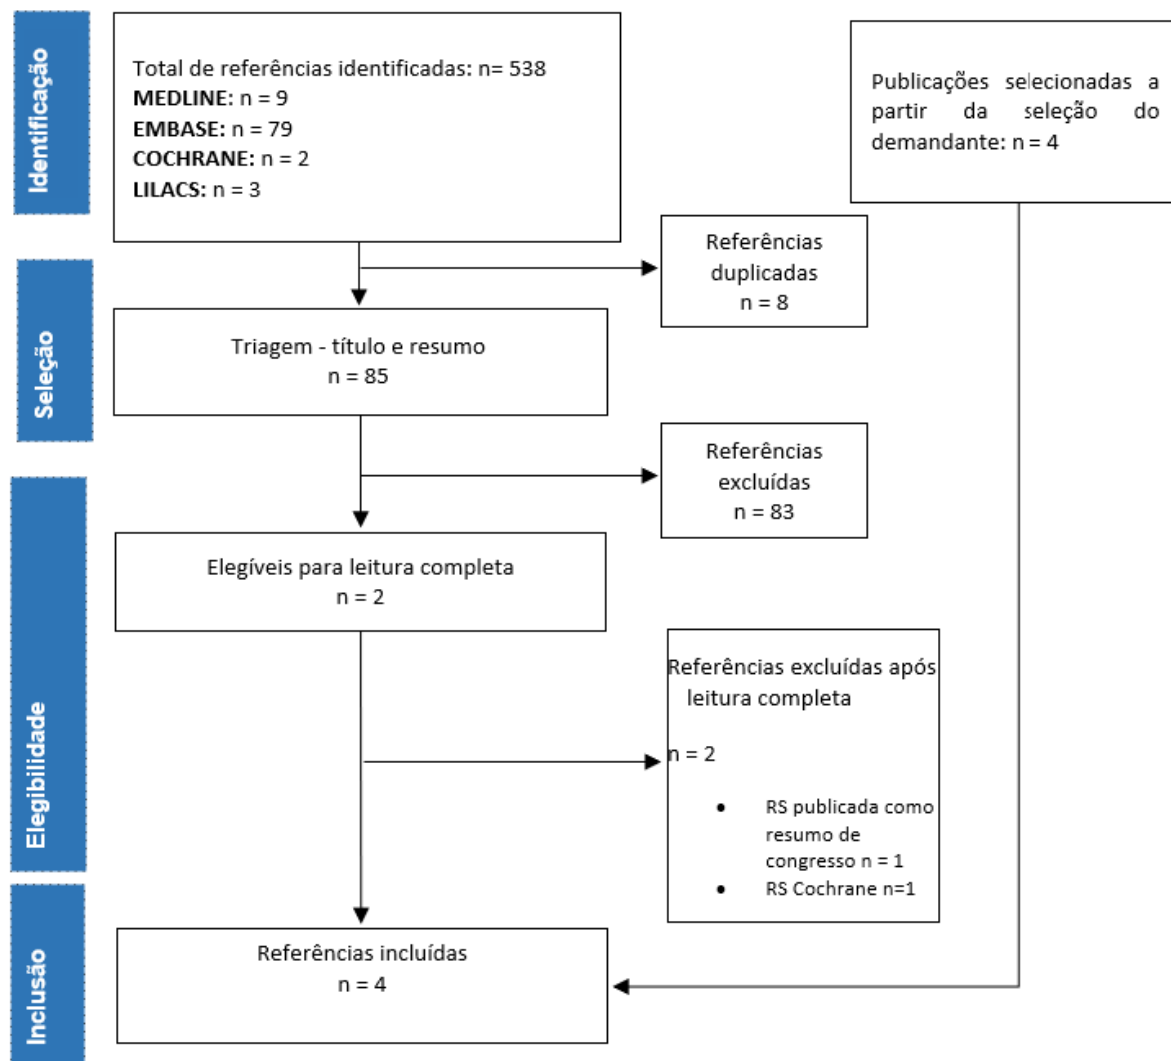 Identificação
Total de referências identificadas: n= 538
MEDLINE: n = 9
EMBASE: n = 79
COCHRANE: n = 2
LILACS: n = 3
Publicações selecionadas a
partir da seleção do
demandante: n = 4
Referências
duplicadas
n = 8
Seleção
Triagem - título e resumo
n = 85
Referências
excluídas
n = 83
Elegibilidade
Elegíveis para leitura completa
n = 2
Referências excluídas após
leitura completa
n = 2
• RS publicada como
resumo de
congresso n = 1
• RS Cochrane n=1
Inclusão
Referências incluídas
n = 4